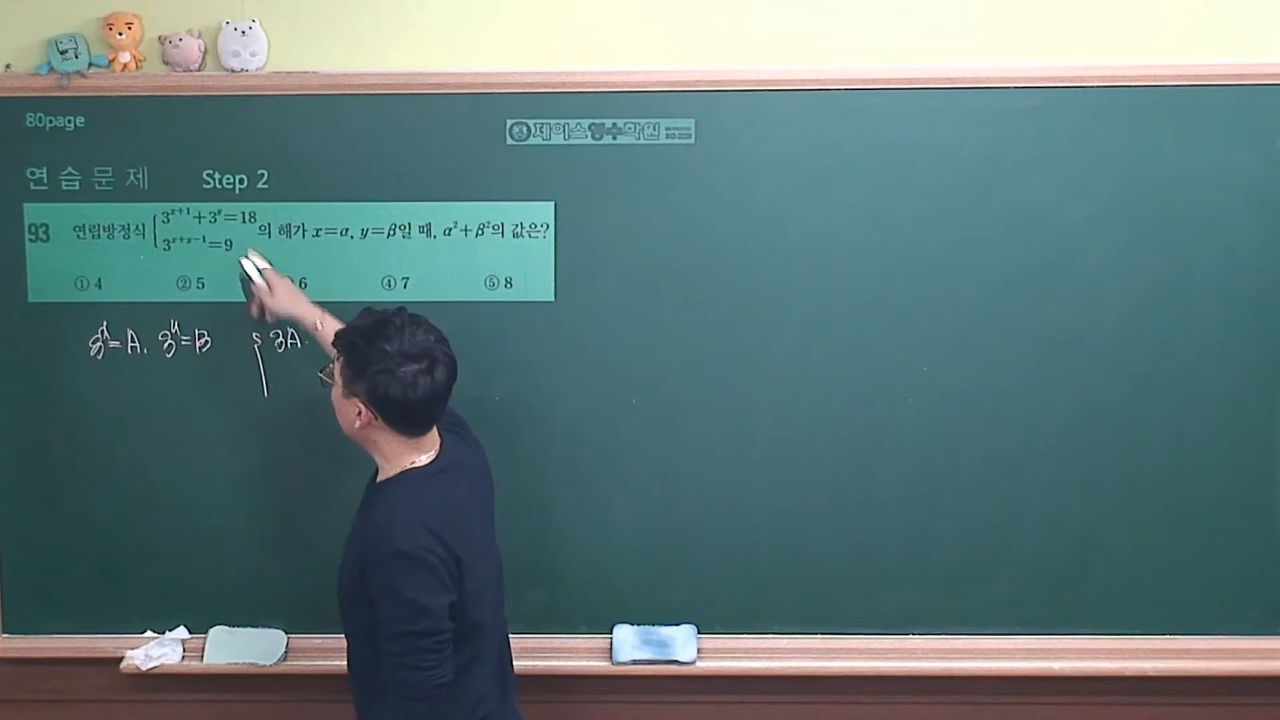 80page
제이스영수학원
연습문제 Step 2
93 연립방정식 { 3^{x+1}+3^y=18
3^{x+y-1}=9 의 해가 x=α, y=β일 때, α²+β²의 값은?
① 4 ② 5 6 ④ 7 ⑤ 8
3^x=A. 3^y=B { 3A